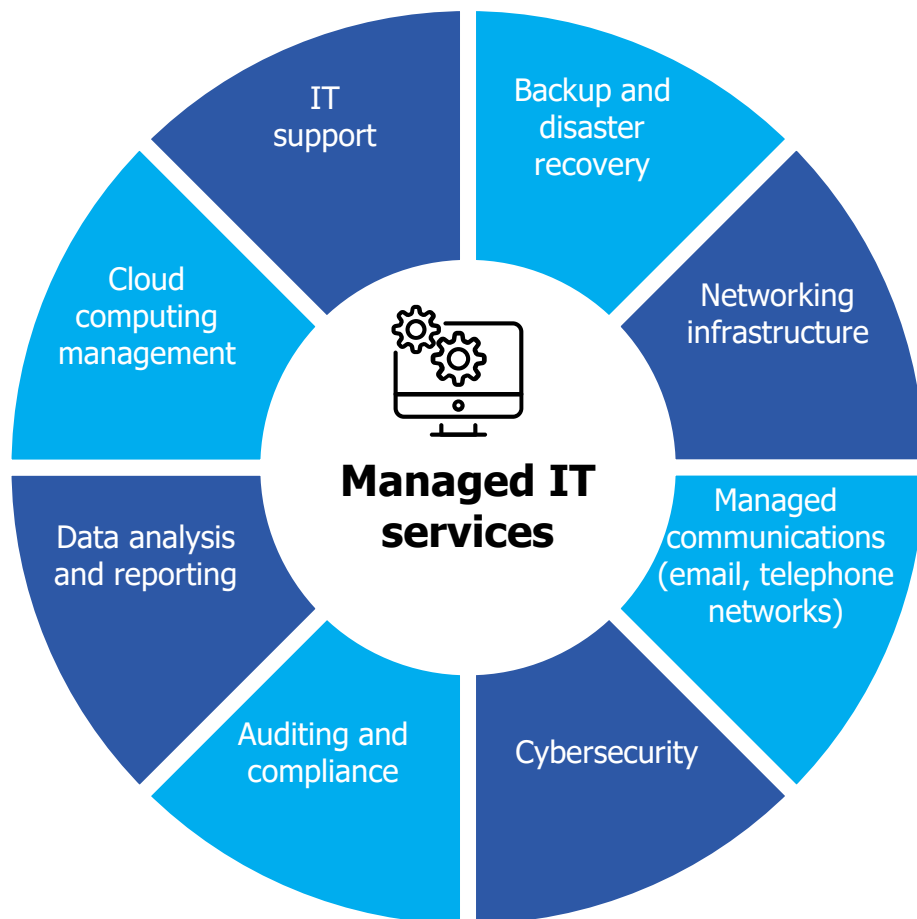 IT
support
Backup and
disaster
recovery
Cloud
computing
management
Networking
infrastructure
Managed IT
services
Data analysis
and reporting
Managed
communications
(email, telephone
networks)
Auditing and
compliance
Cybersecurity